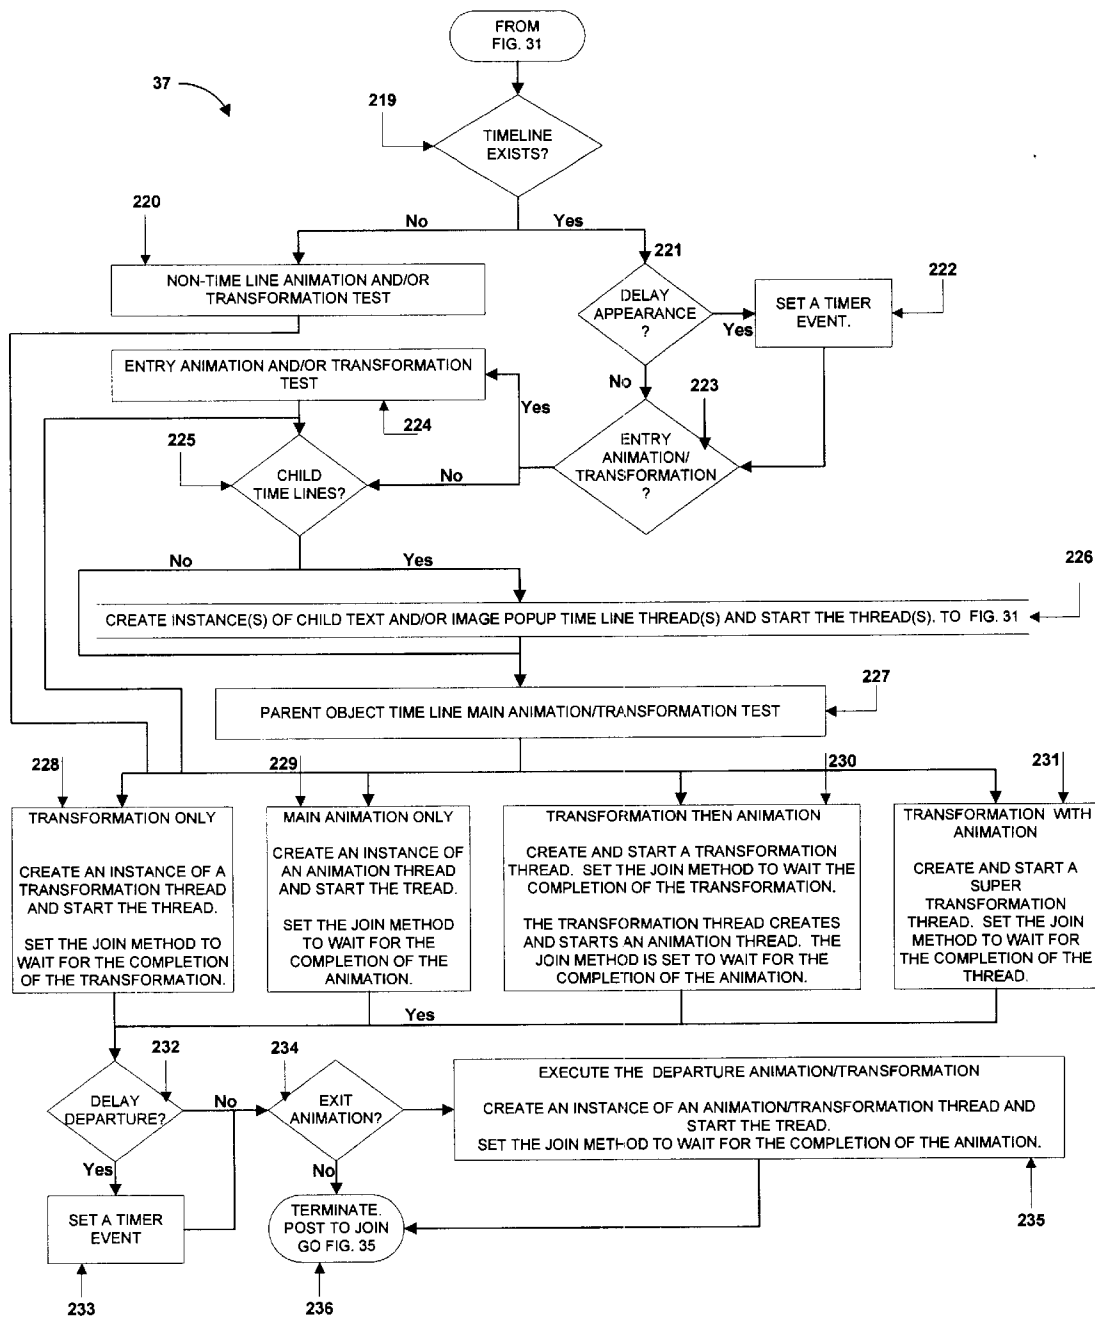 FROM
FIG. 31
37
219
TIMELINE
EXISTS?
220
No
Yes
221
222
NON-TIME LINE ANIMATION AND/OR
TRANSFORMATION TEST
DELAY
APPEARANCE
?
Yes
SET A TIMER
EVENT.
ENTRY ANIMATION AND/OR TRANSFORMATION
TEST
No
223
Yes
224
225
CHILD
TIME LINES?
No
ENTRY
ANIMATION/
TRANSFORMATION
?
No
Yes
226
CREATE INSTANCE(S) OF CHILD TEXT AND/OR IMAGE POPUP TIME LINE THREAD(S) AND START THE THREAD(S). TO FIG. 31
227
PARENT OBJECT TIME LINE MAIN ANIMATION/TRANSFORMATION TEST
228
229
230
231
TRANSFORMATION ONLY
CREATE AN INSTANCE OF A
TRANSFORMATION THREAD
AND START THE THREAD.
SET THE JOIN METHOD TO
WAIT FOR THE COMPLETION
OF THE TRANSFORMATION.
MAIN ANIMATION ONLY
CREATE AN INSTANCE OF
AN ANIMATION THREAD
AND START THE TREAD.
SET THE JOIN METHOD
TO WAIT FOR THE
COMPLETION OF THE
ANIMATION.
TRANSFORMATION THEN ANIMATION
CREATE AND START A TRANSFORMATION
THREAD. SET THE JOIN METHOD TO WAIT THE
COMPLETION OF THE TRANSFORMATION.
THE TRANSFORMATION THREAD CREATES
AND STARTS AN ANIMATION THREAD. THE
JOIN METHOD IS SET TO WAIT FOR THE
COMPLETION OF THE ANIMATION.
TRANSFORMATION WITH
ANIMATION
CREATE AND START A
SUPER
TRANSFORMATION
THREAD. SET THE JOIN
METHOD TO WAIT FOR
THE COMPLETION OF THE
THREAD.
Yes
232
234
DELAY
DEPARTURE?
No
EXIT
ANIMATION?
EXECUTE THE DEPARTURE ANIMATION/TRANSFORMATION
CREATE AN INSTANCE OF AN ANIMATION/TRANSFORMATION THREAD AND
START THE TREAD.
SET THE JOIN METHOD TO WAIT FOR THE COMPLETION OF THE ANIMATION.
Yes
No
SET A TIMER
EVENT
TERMINATE.
POST TO JOIN
GO FIG. 35
235
233
236